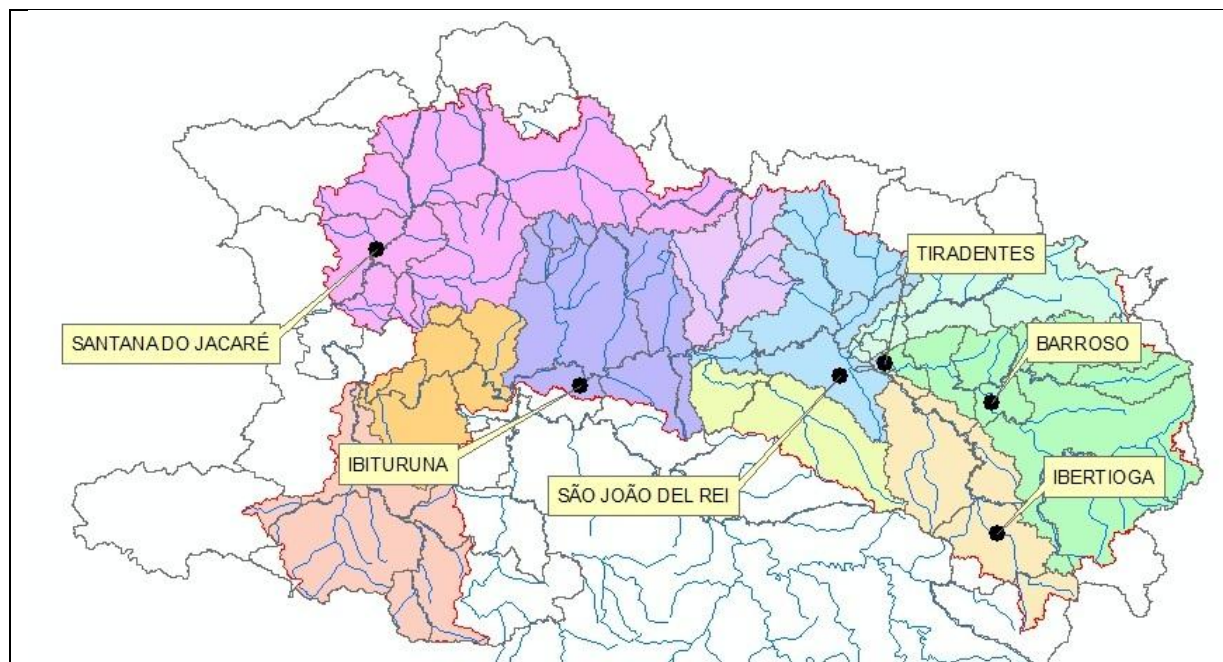 TIRADENTES
SANTANA DO JACARÉ
BARROSO
IBITURUNA
SÃO JOÃO DEL REI
IBERTIOGA